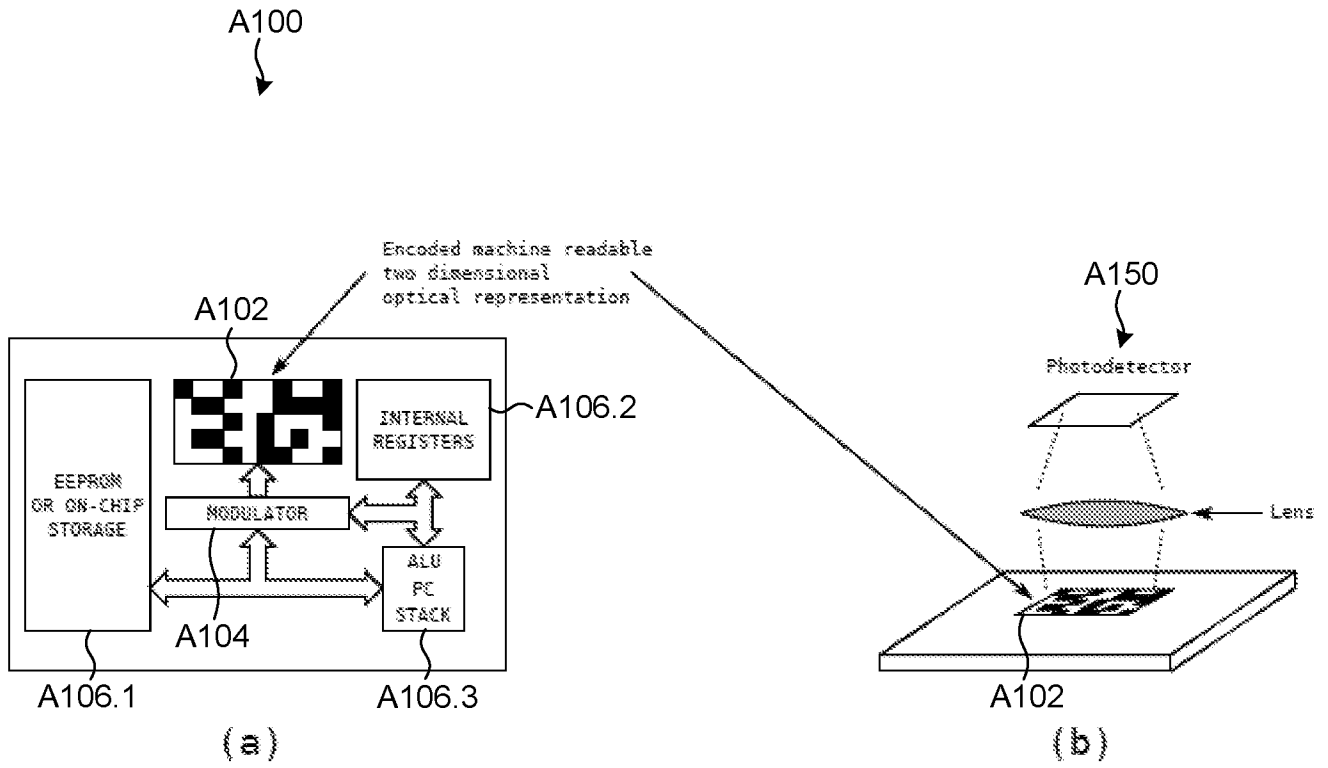 A100
Encoded machine readable
two dimensional
optical representation
A102
INTERNAL
REGISTERS
A106.2
EEPROM
OR ON-CHIP
STORAGE
MODULATOR
ALU
PC
STACK
A104
A106.1
A106.3
(a)
A150
Photodetector
Lens
A102
(b)